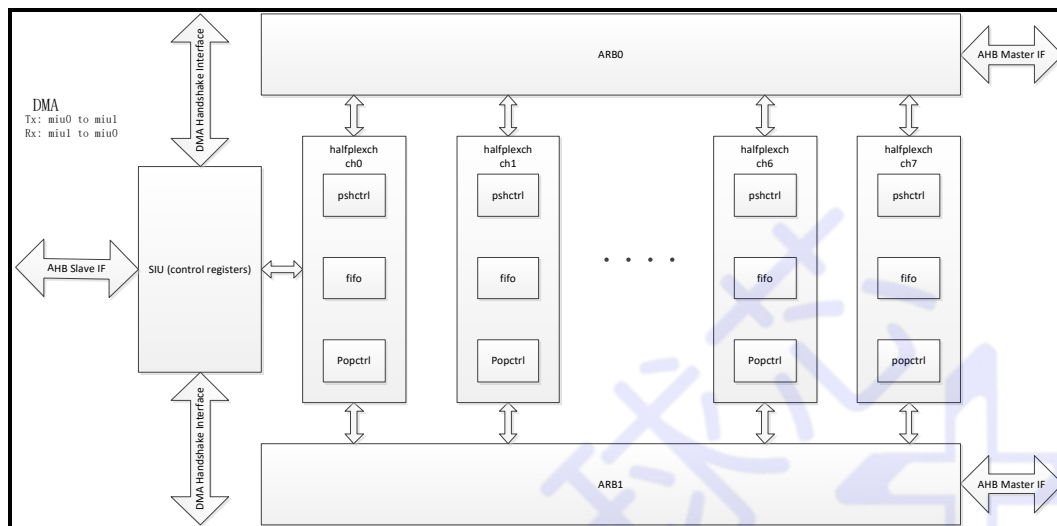 ARB0
AHB Master IF
DMA Handshake Interface
DMA
Tx: miu0 to miu1
Rx: miu1 to miu0
halfplexch
ch0
pshctrl
fifo
Popctrl
halfplexch
ch1
pshctrl
fifo
Popctrl
. . . .
halfplexch
ch6
pshctrl
fifo
Popctrl
halfplexch
ch7
pshctrl
fifo
popctrl
AHB Slave IF
SIU (control registers)
DMA Handshake Interface
ARB1
AHB Master IF